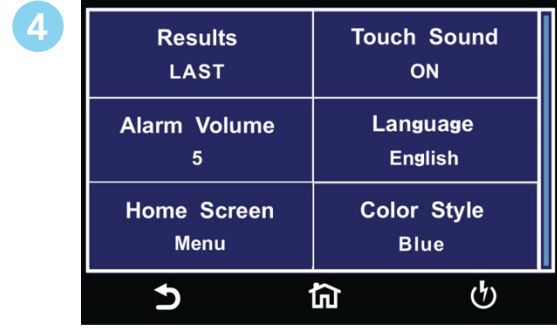 4
Results
LAST
Touch Sound
ON
Alarm Volume
5
Language
English
Home Screen
Menu
Color Style
Blue